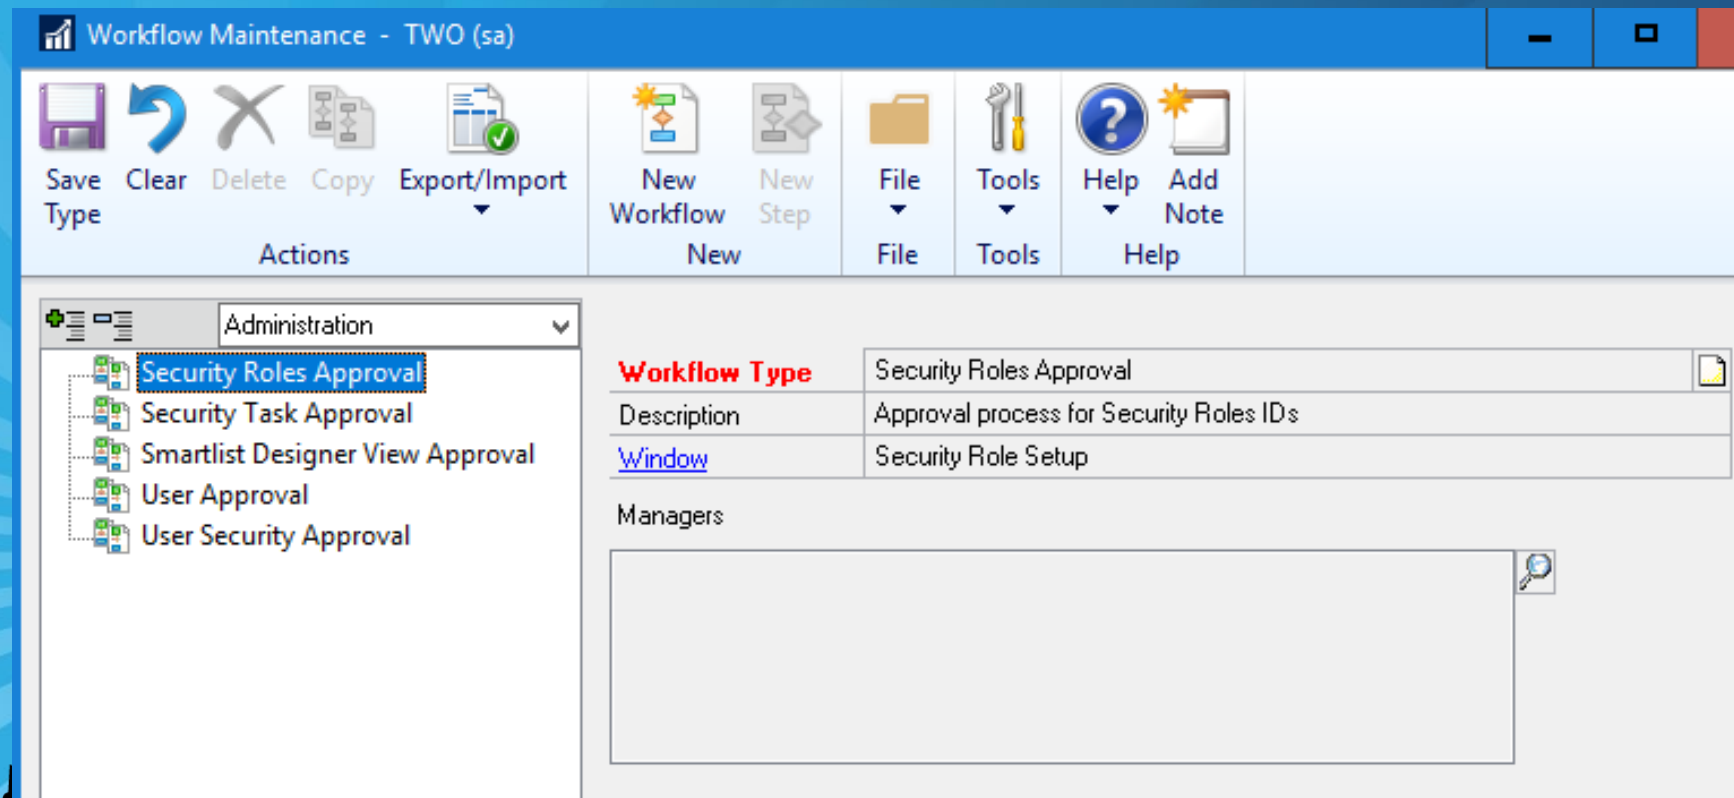 Workflow Maintenance - TWO (sa)
Save Type
Clear
Delete
Copy
Export/Import
Actions
New Workflow
New Step
New
File
File
Tools
Tools
Help
Add Note
Help
Administration
Security Roles Approval
Security Task Approval
Smartlist Designer View Approval
User Approval
User Security Approval
Workflow Type Security Roles Approval
Description Approval process for Security Roles IDs
Window Security Role Setup
Managers